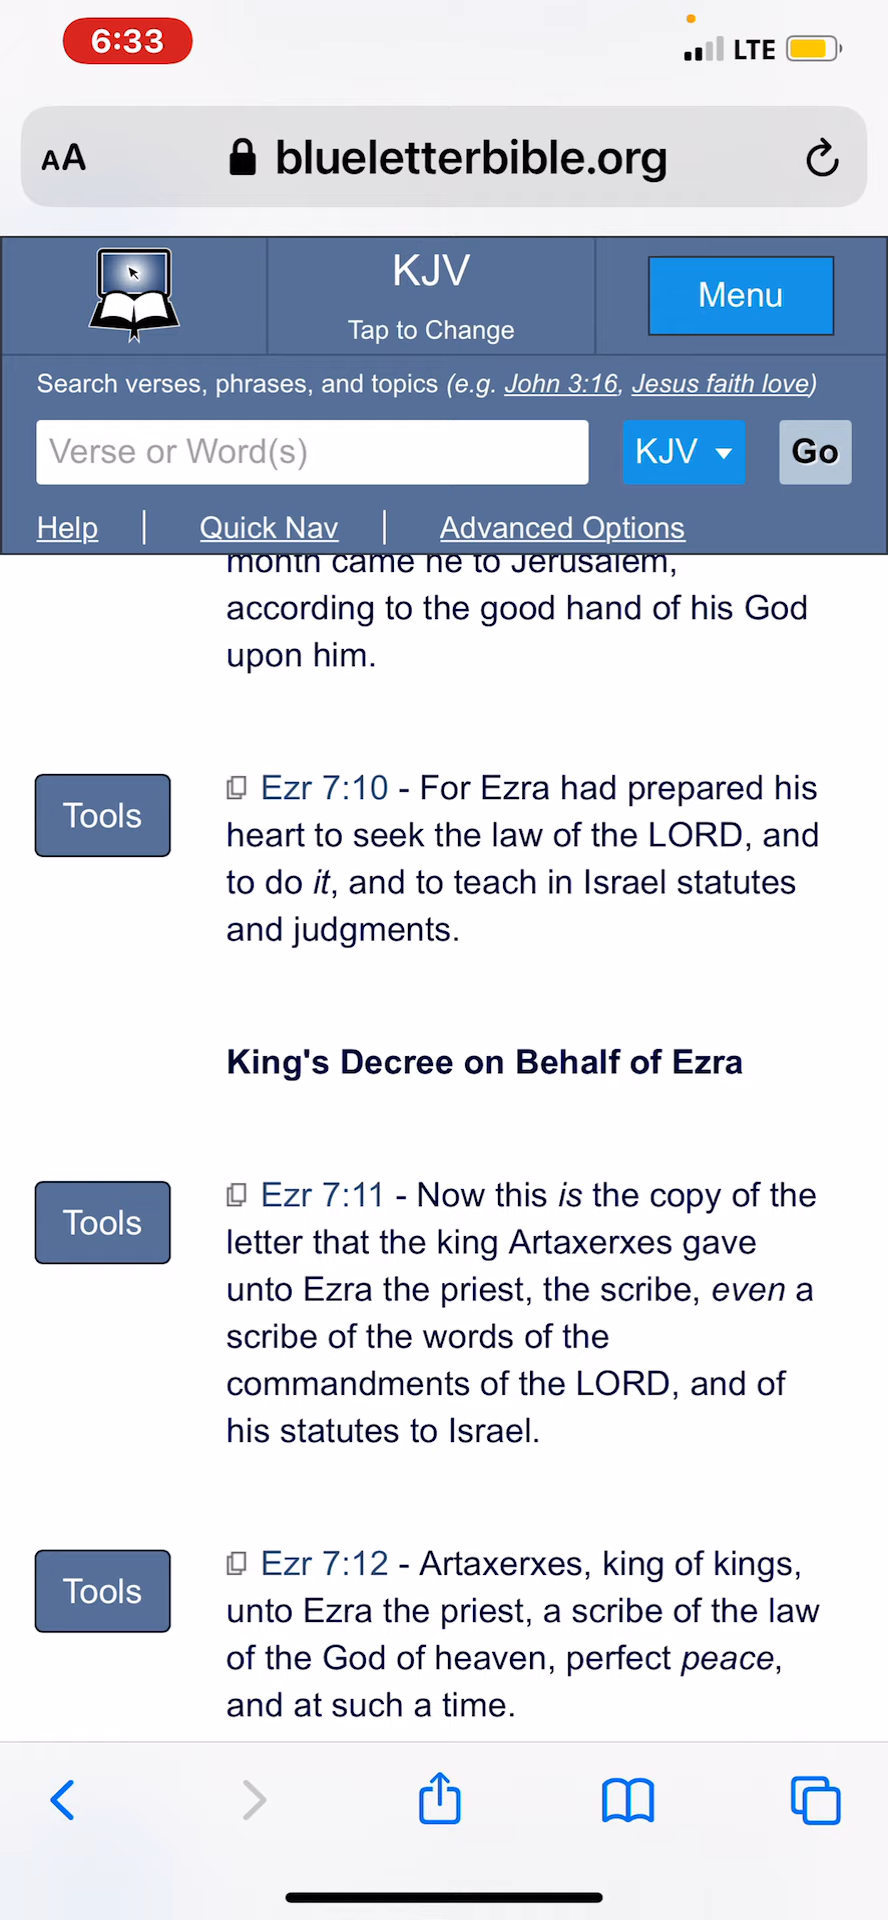 6:33
LTE
AA
blueletterbible.org
KJV
Tap to Change
Menu
Search verses, phrases, and topics (e.g. John 3:16, Jesus faith love)
Verse or Word(s)
KJV
Go
Help | Quick Nav | Advanced Options
month came he to Jerusalem,
according to the good hand of his God
upon him.
Tools
Ezr 7:10 - For Ezra had prepared his
heart to seek the law of the LORD, and
to do it, and to teach in Israel statutes
and judgments.
King's Decree on Behalf of Ezra
Tools
Ezr 7:11 - Now this is the copy of the
letter that the king Artaxerxes gave
unto Ezra the priest, the scribe, even a
scribe of the words of the
commandments of the LORD, and of
his statutes to Israel.
Tools
Ezr 7:12 - Artaxerxes, king of kings,
unto Ezra the priest, a scribe of the law
of the God of heaven, perfect peace,
and at such a time.